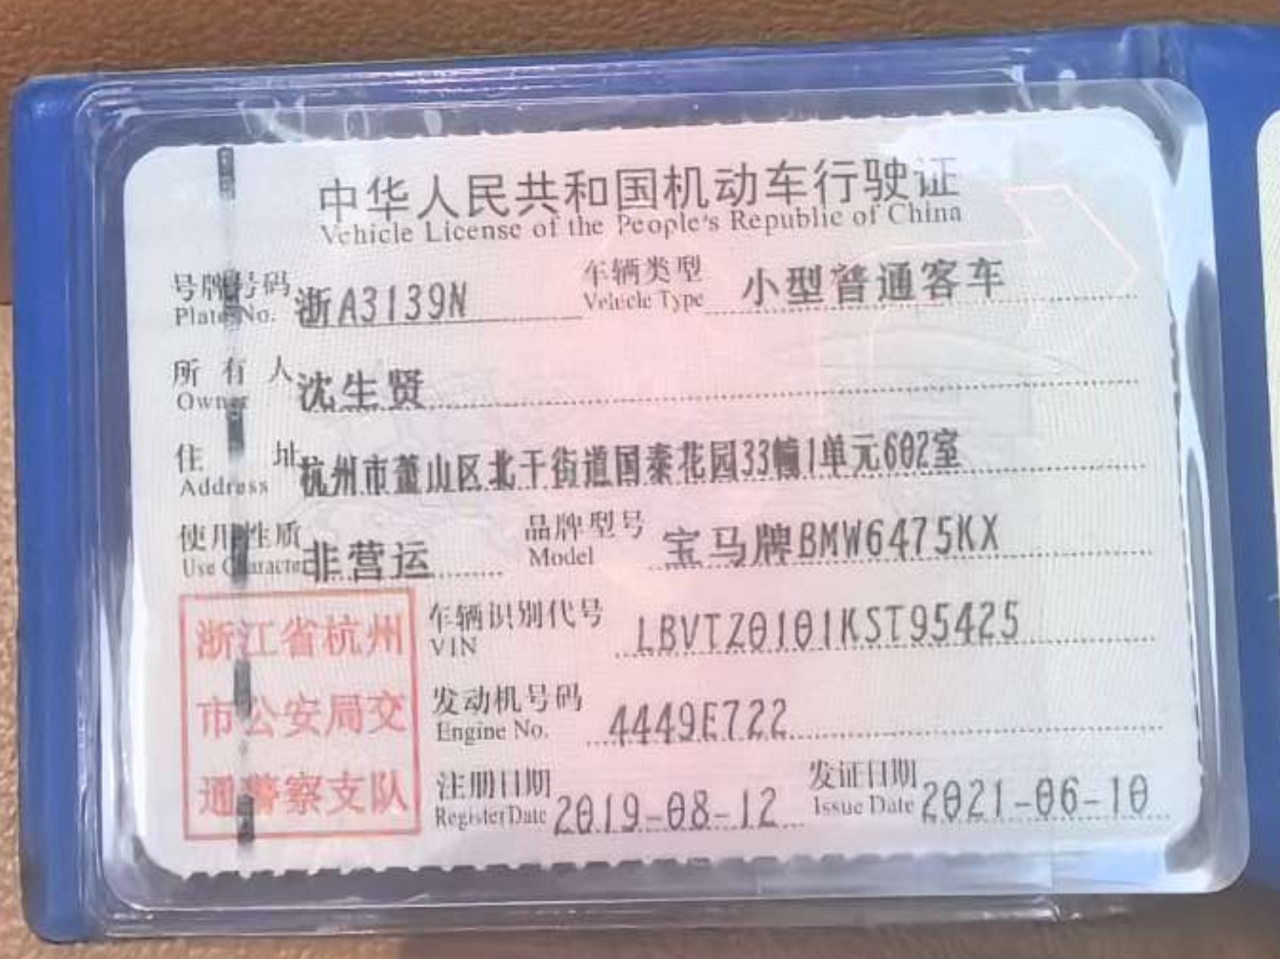 中华人民共和国机动车行驶证
Vehicle License of the People's Republic of China
号牌号码 浙A3139N 车辆类型 小型普通客车
Plate No. Vehicle Type
所有人 沈生贤
Owner
住址 杭州市萧山区北干街道国泰花园33幢1单元602室
Address
使用性质 非营运 品牌型号 宝马牌BMW6475KX
Use Character Model
车辆识别代号 LBVTZ0101KST95425
VIN
发动机号码 4449E722
Engine No.
注册日期 2019-08-12 发证日期 2021-06-10
Register Date Issue Date
浙江省杭州
市公安局交
通警察支队